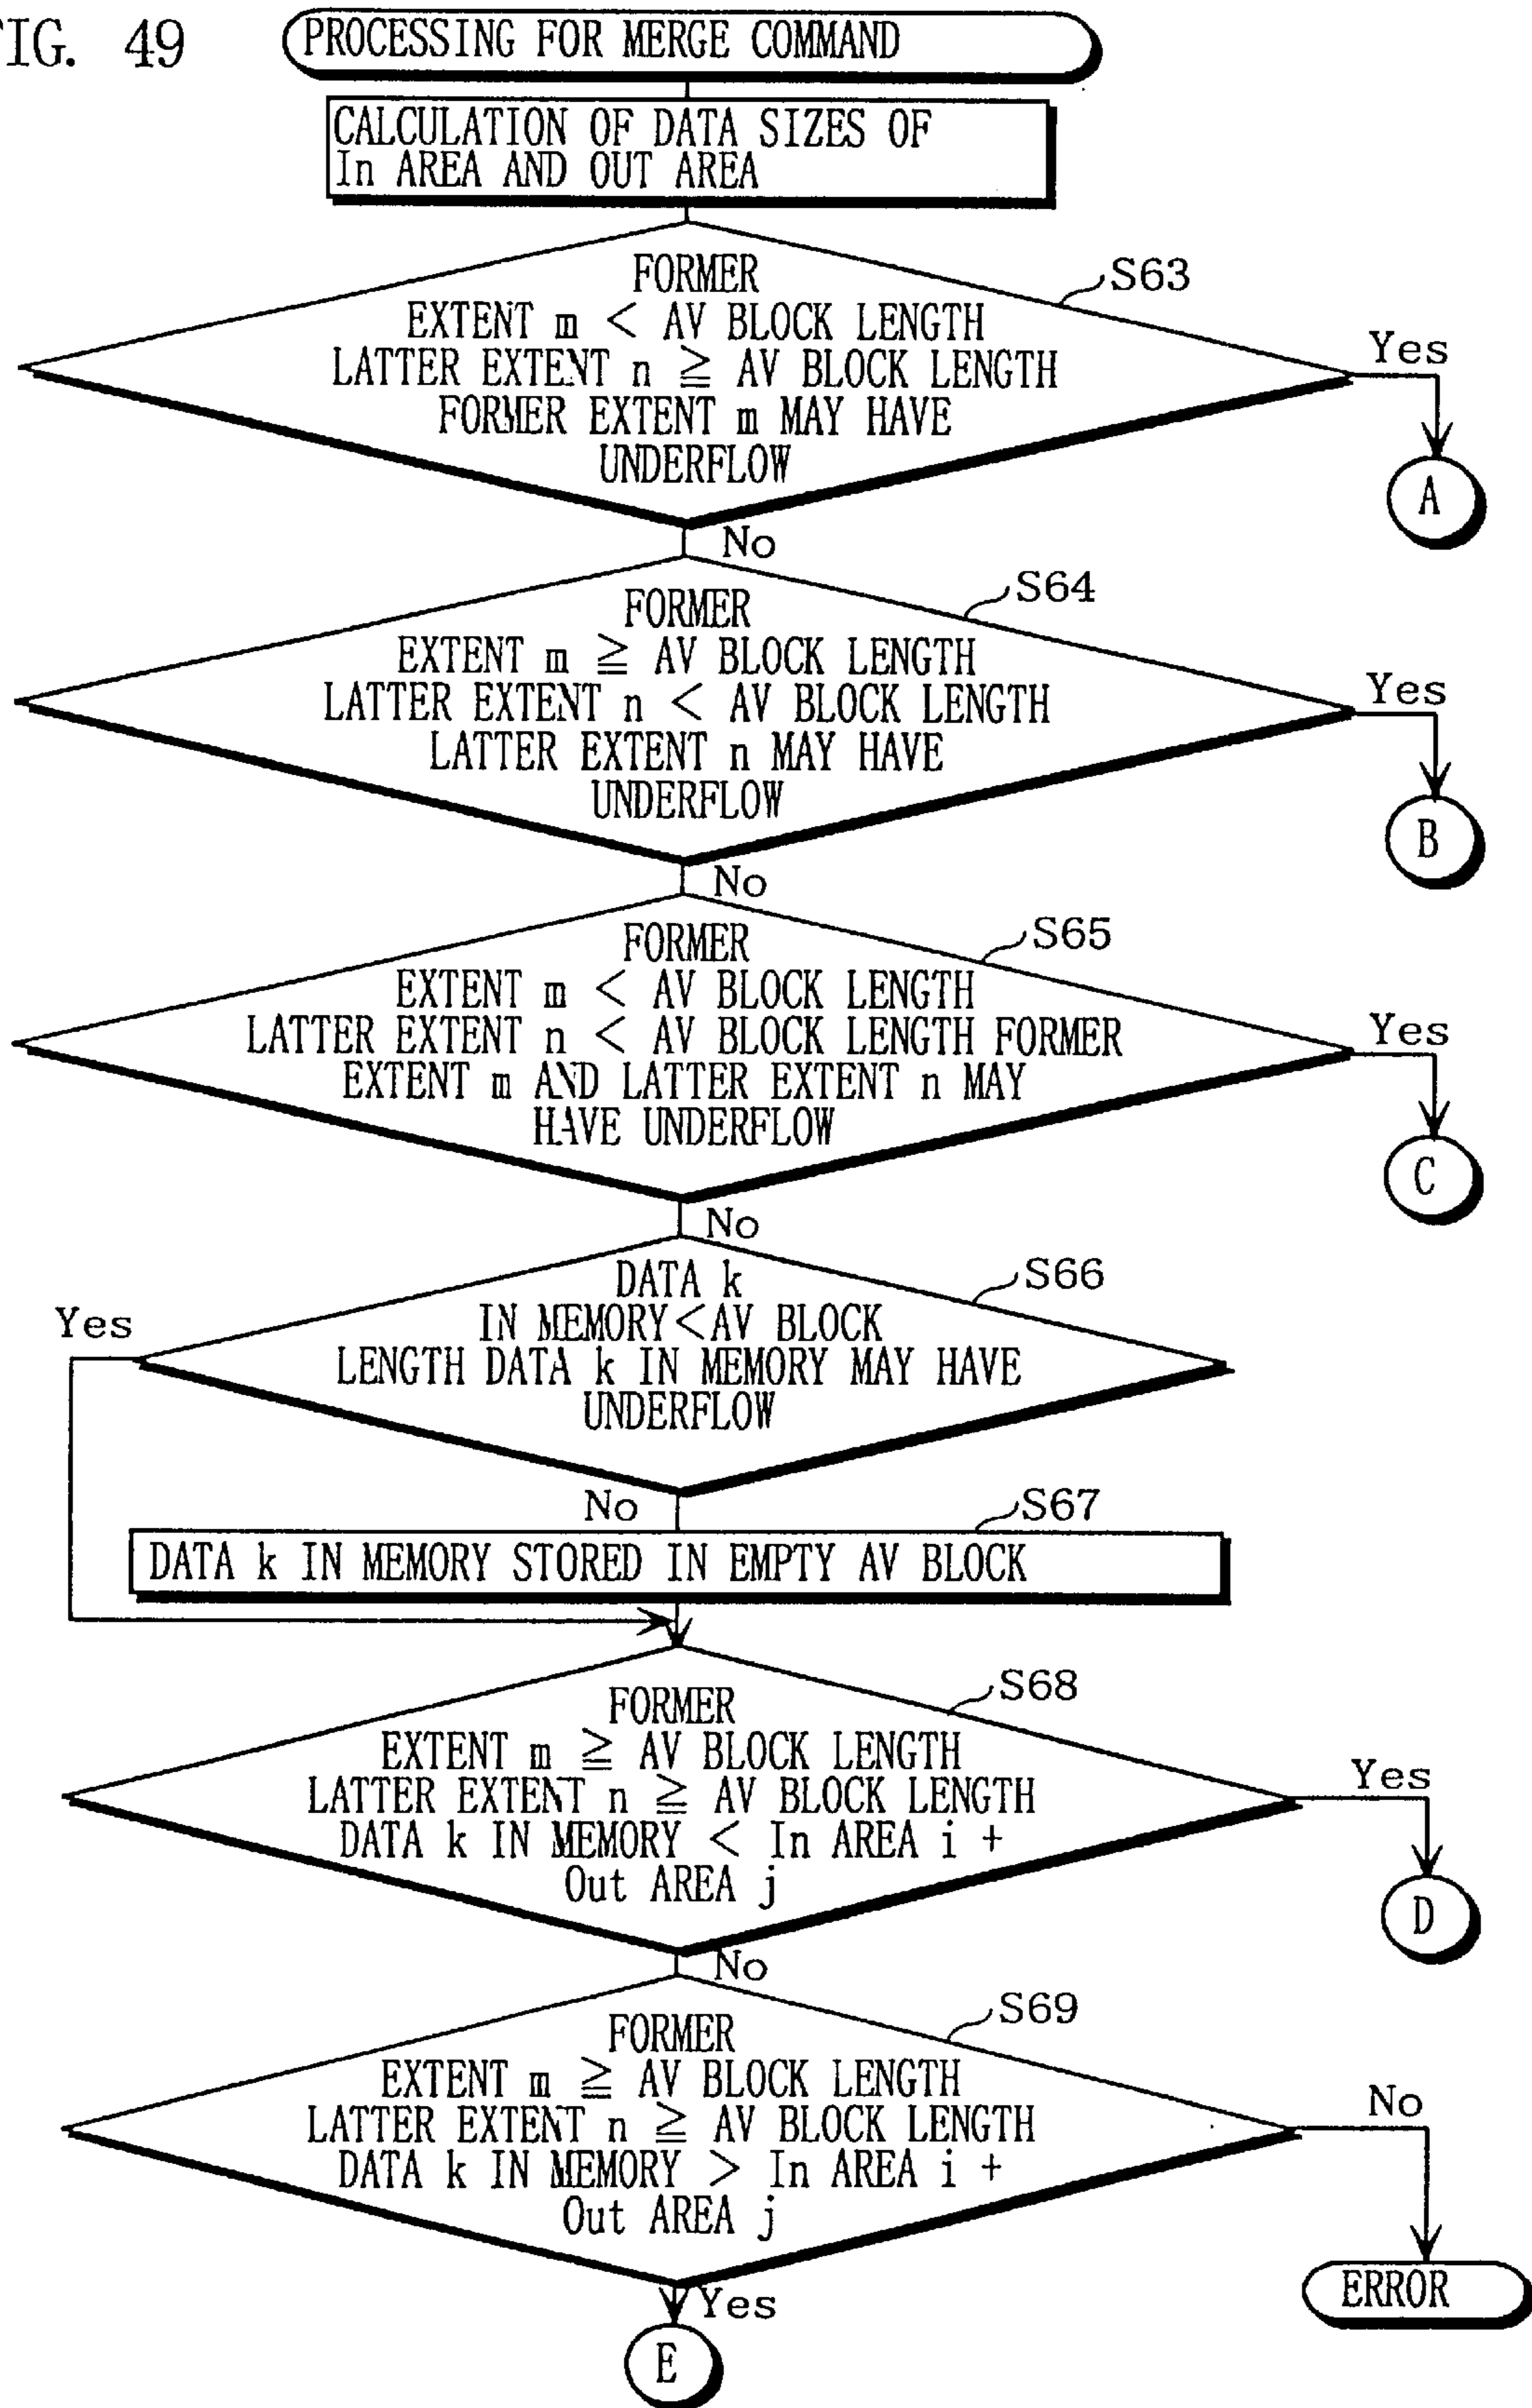 FIG. 49
PROCESSING FOR MERGE COMMAND
CALCULATION OF DATA SIZES OF
In AREA AND OUT AREA
S63
FORMER
EXTENT m < AV BLOCK LENGTH
LATTER EXTENT n ≧ AV BLOCK LENGTH
FORMER EXTENT m MAY HAVE
UNDERFLOW
Yes
A
No
S64
FORMER
EXTENT m ≧ AV BLOCK LENGTH
LATTER EXTENT n < AV BLOCK LENGTH
LATTER EXTENT n MAY HAVE
UNDERFLOW
Yes
B
No
S65
FORMER
EXTENT m < AV BLOCK LENGTH
LATTER EXTENT n < AV BLOCK LENGTH FORMER
EXTENT m AND LATTER EXTENT n MAY
HAVE UNDERFLOW
Yes
C
No
S66
DATA k
IN MEMORY<AV BLOCK
LENGTH DATA k IN MEMORY MAY HAVE
UNDERFLOW
Yes
No
S67
DATA k IN MEMORY STORED IN EMPTY AV BLOCK
S68
FORMER
EXTENT m ≧ AV BLOCK LENGTH
LATTER EXTENT n ≧ AV BLOCK LENGTH
DATA k IN MEMORY < In AREA i +
Out AREA j
Yes
D
No
S69
FORMER
EXTENT m ≧ AV BLOCK LENGTH
LATTER EXTENT n ≧ AV BLOCK LENGTH
DATA k IN MEMORY > In AREA i +
Out AREA j
No
ERROR
Yes
E